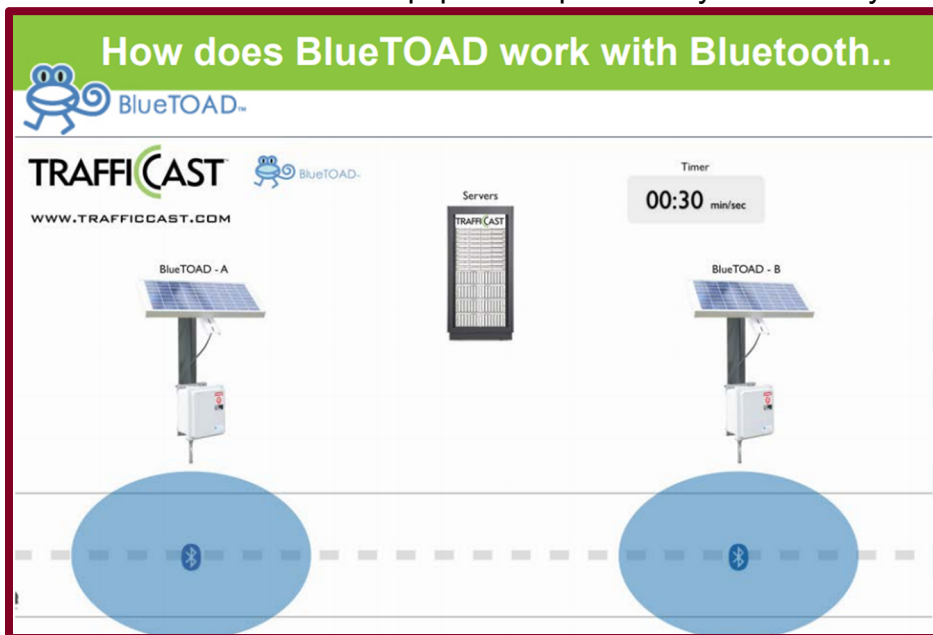 How does BlueTOAD work with Bluetooth..
BlueTOAD™
TRAFFICAST™
BlueTOAD™
WWW.TRAFFICCAST.COM
Servers
TRAFFICAST
Timer
00:30 min/sec
BlueTOAD - A
BlueTOAD - B